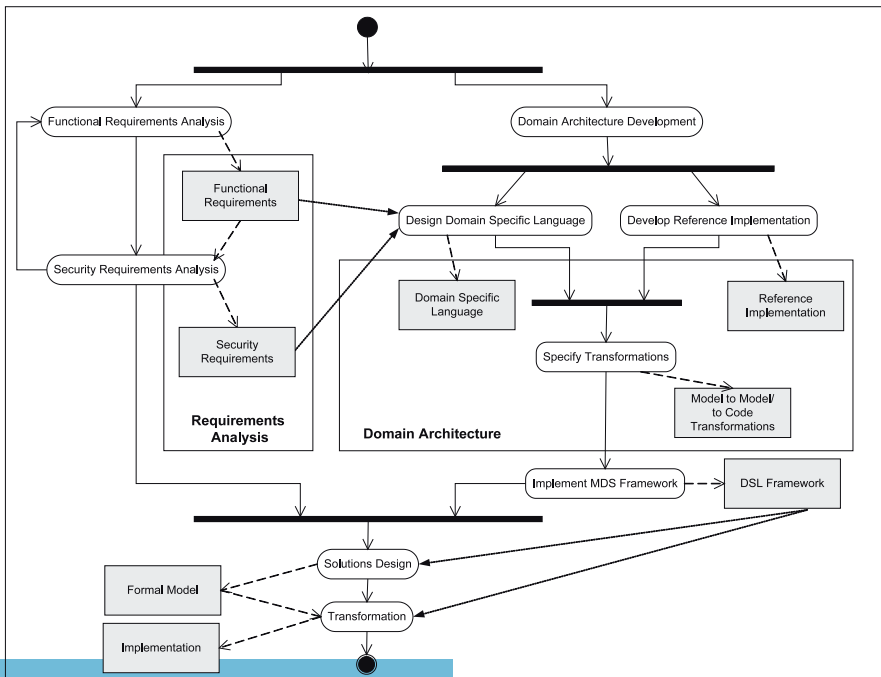 Functional Requirements Analysis
Domain Architecture Development
Functional
Requirements
Design Domain Specific Language
Develop Reference Implementation
Security Requirements Analysis
Domain Specific
Language
Reference
Implementation
Security
Requirements
Specify Transformations
Model to Model/
to Code
Transformations
Requirements
Analysis
Domain Architecture
Implement MDS Framework
DSL Framework
Solutions Design
Formal Model
Transformation
Implementation